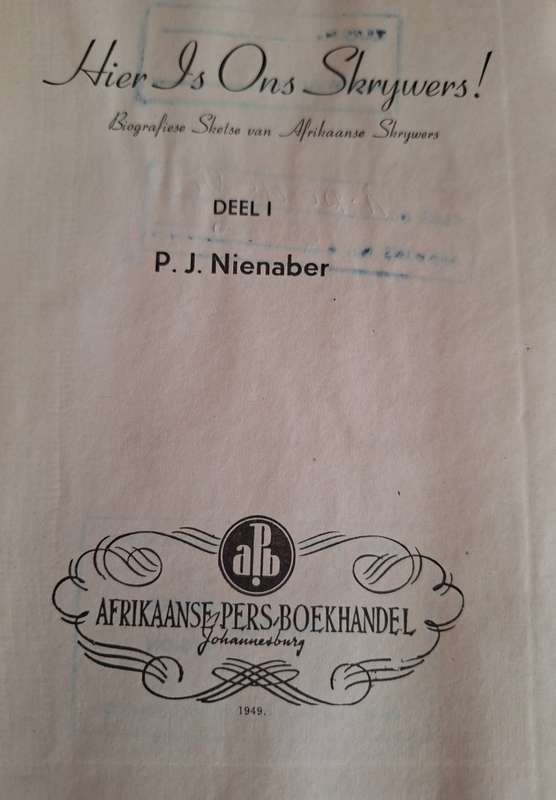 Hier Is Ons Skrywers!
Biografiese Sketse van Afrikaanse Skrywers
DEEL I
P. J. Nienaber
aPb
AFRIKAANSE-PERS-BOEKHANDEL
Johannesburg
1949.